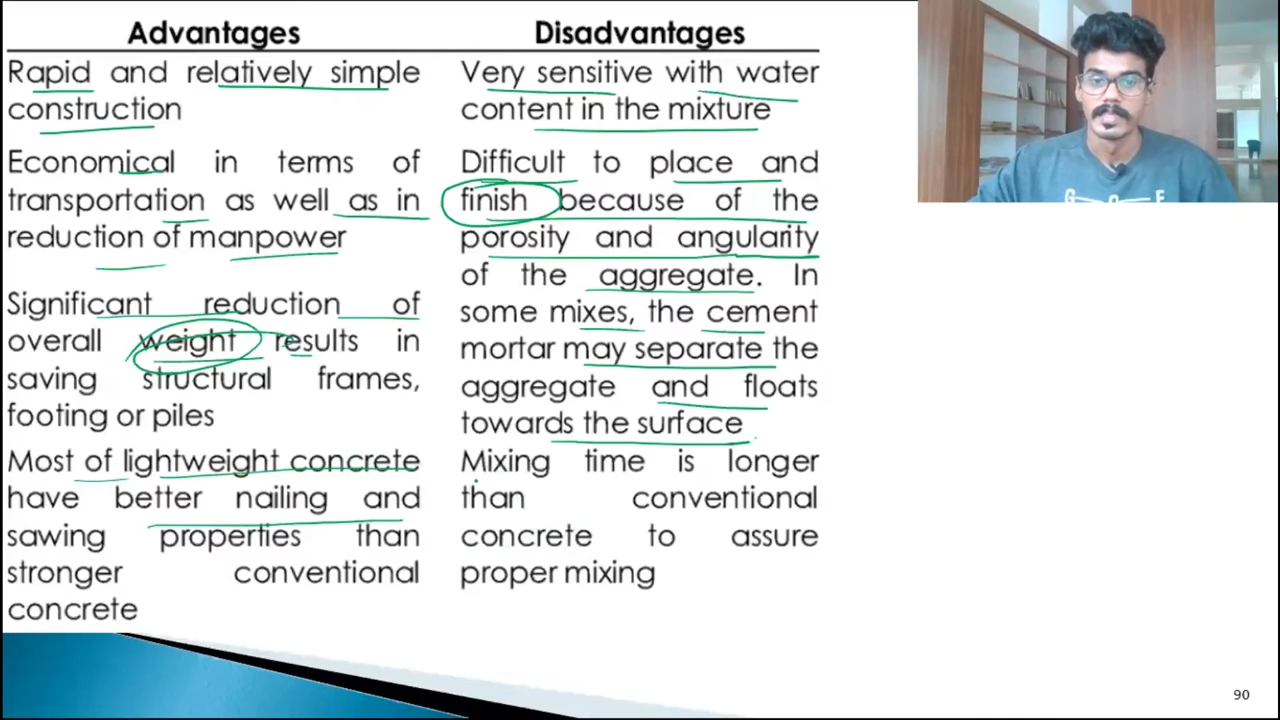 Advantages
Rapid and relatively simple
construction
Economical in terms of
transportation as well as in
reduction of manpower
Significant reduction of
overall weight results in
saving structural frames,
footing or piles
Most of lightweight concrete
have better nailing and
sawing properties than
stronger conventional
concrete
Disadvantages
Very sensitive with water
content in the mixture
Difficult to place and
finish because of the
porosity and angularity
of the aggregate. In
some mixes, the cement
mortar may separate the
aggregate and floats
towards the surface
Mixing time is longer
than conventional
concrete to assure
proper mixing
90